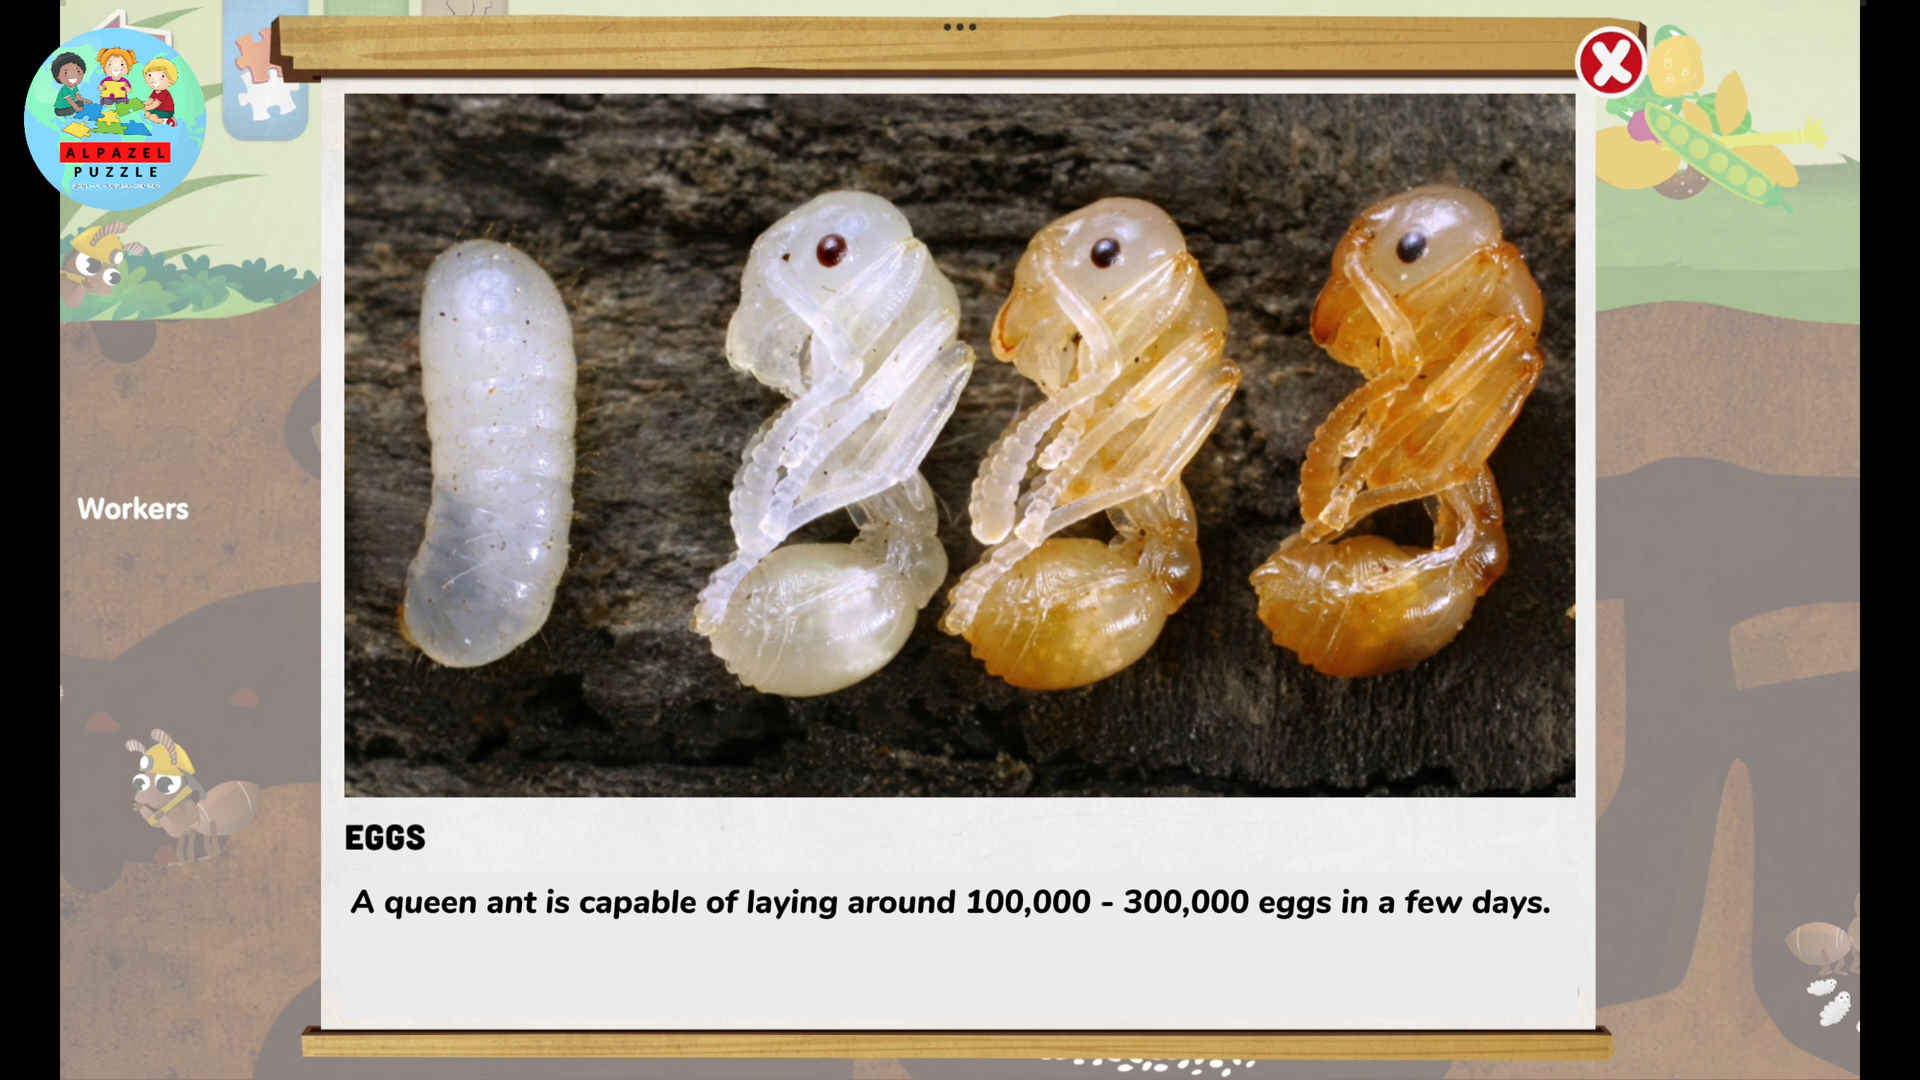 ALPAZEL
PUZZLE
Workers
EGGS
A queen ant is capable of laying around 100,000 - 300,000 eggs in a few days.